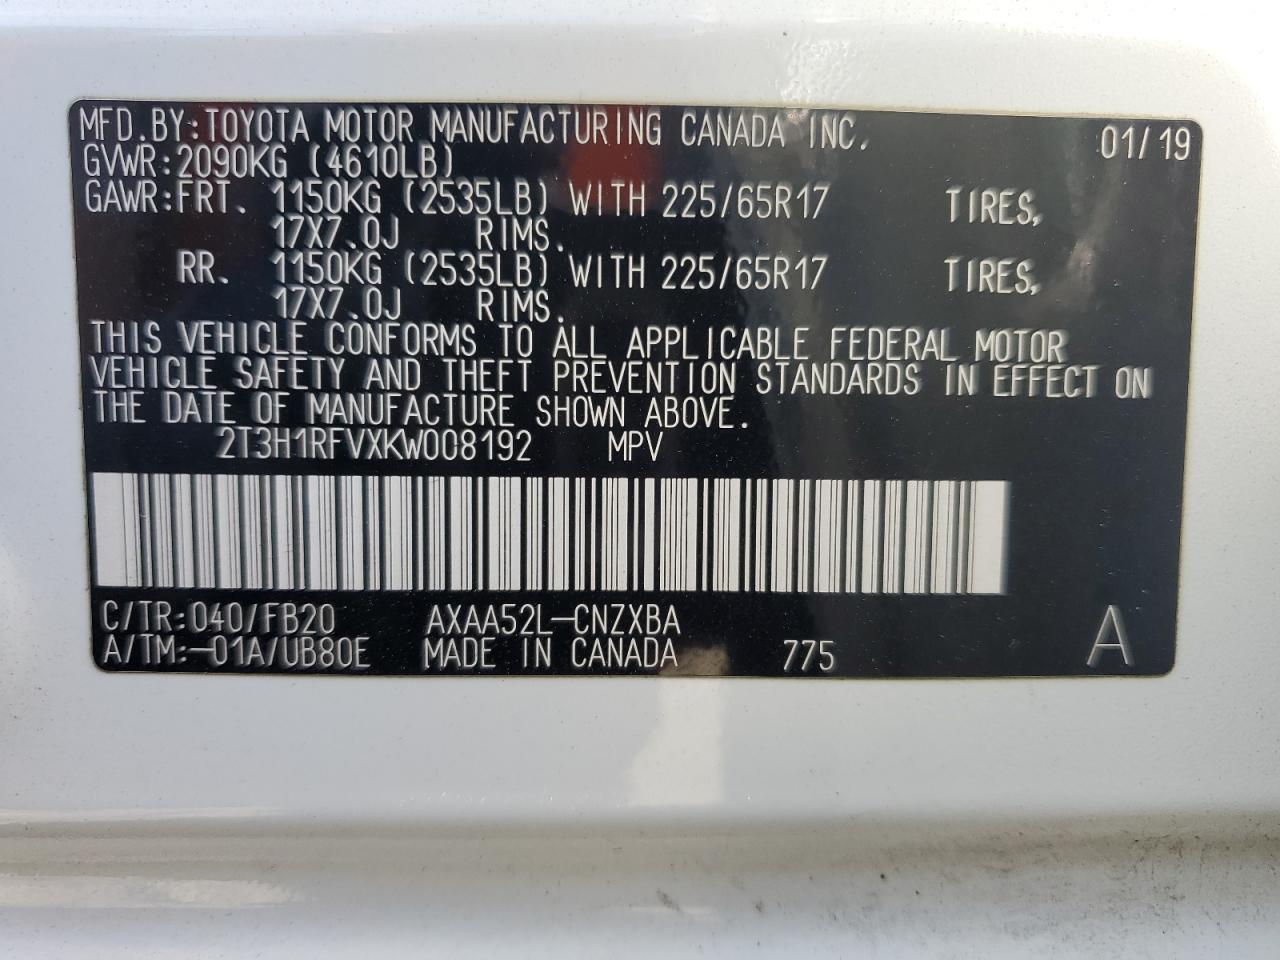 MFD.BY:TOYOTA MOTOR MANUFACTURING CANADA INC. 01/19
GVWR:2090KG (4610LB)
GAWR:FRT. 1150KG (2535LB) WITH 225/65R17 TIRES,
17X7.0J RIMS.
RR. 1150KG (2535LB) WITH 225/65R17 TIRES,
17X7.0J RIMS.
THIS VEHICLE CONFORMS TO ALL APPLICABLE FEDERAL MOTOR
VEHICLE SAFETY AND THEFT PREVENTION STANDARDS IN EFFECT ON
THE DATE OF MANUFACTURE SHOWN ABOVE.
2T3H1RFVXKW008192 MPV
C/TR:040/FB20 AXAA52L-CNZXBA
A/TM:-01A/UB80E MADE IN CANADA 775 A